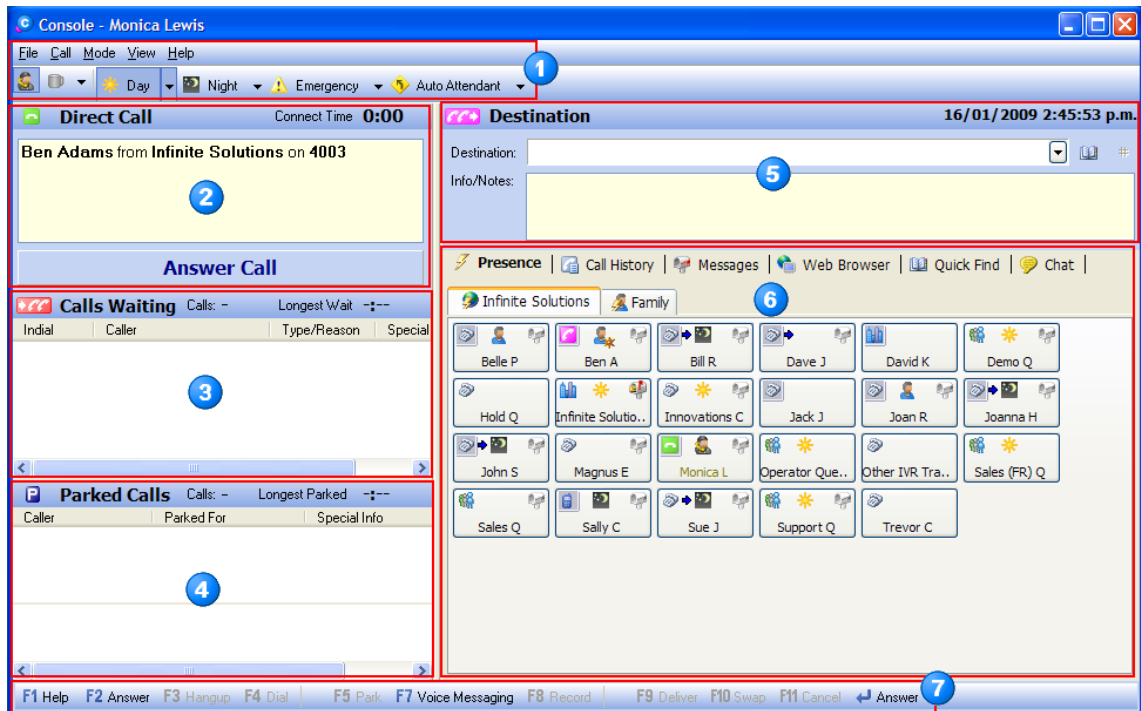 Console - Monica Lewis
File Call Mode View Help
Day Night Emergency Auto Attendant
1
Direct Call Connect Time 0:00
Ben Adams from Infinite Solutions on 4003
2
Answer Call
Calls Waiting Calls: - Longest Wait -:--
Indial Caller Type/Reason Special
3
P Parked Calls Calls: - Longest Parked -:--
Caller Parked For Special Info
4
Destination 16/01/2009 2:45:53 p.m.
Destination: #
Info/Notes:
5
Presence Call History Messages Web Browser Quick Find Chat
Infinite Solutions Family
6
Belle P Ben A Bill R Dave J David K Demo Q
Hold Q Infinite Solutio.. Innovations C Jack J Joan R Joanna H
John S Magnus E Monica L Operator Que.. Other IVR Tra.. Sales (FR) Q
Sales Q Sally C Sue J Support Q Trevor C
F1 Help F2 Answer F3 Hangup F4 Dial F5 Park F7 Voice Messaging F8 Record F9 Deliver F10 Swap F11 Cancel Answer
7